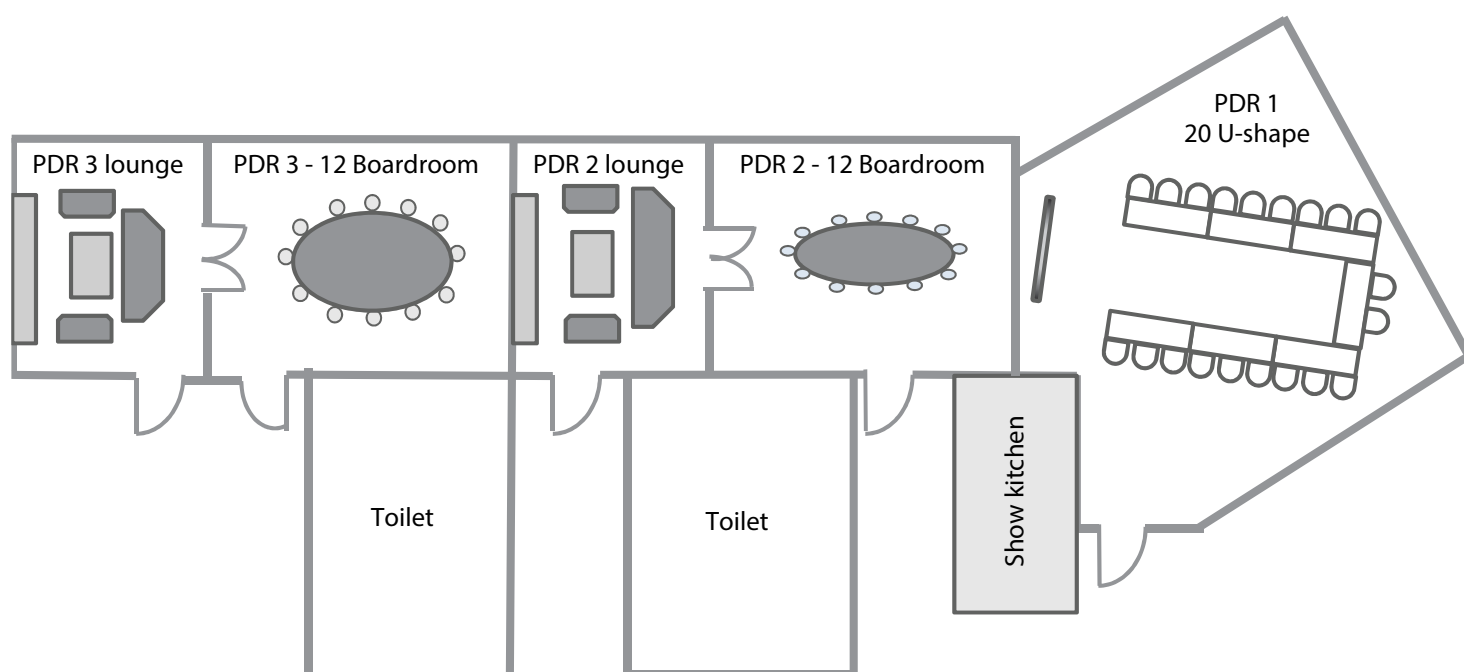 PDR 1
20 U-shape
PDR 3 lounge
PDR 3 - 12 Boardroom
PDR 2 lounge
PDR 2 - 12 Boardroom
Toilet
Toilet
Show kitchen